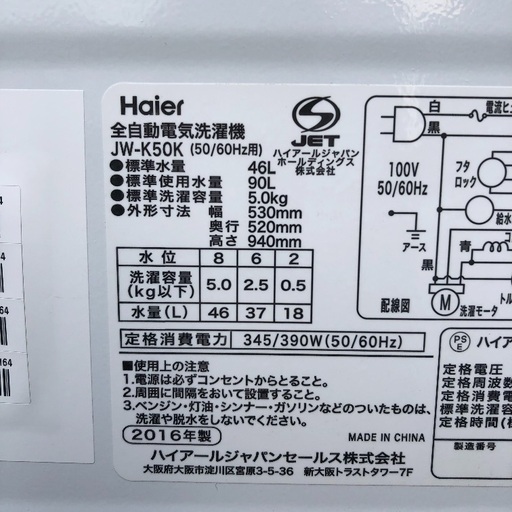 Haier
全自動電気洗濯機
JW-K50K (50/60Hz用)
JET
ハイアールジャパン
ホールディングス
株式会社
●標準水量 46L
●標準使用水量 90L
●標準洗濯容量 5.0kg
●外形寸法 幅 530mm
奥行 520mm
高さ 940mm
水位 8 6 2
洗濯容量(kg以下) 5.0 2.5 0.5
水量(L) 46 37 18
定格消費電力 345/390W(50/60Hz)
■使用上の注意
1.電源は必ずコンセントからとること。
2.周囲に間隔をおいて設置すること。
3.ベンジン・灯油・シンナー・ガソリンなどのついたものは、
洗濯や脱水をしないでください。
2016年製
MADE IN CHINA
ハイアールジャパンセールス株式会社
大阪府大阪市淀川区宮原3-5-36 新大阪トラストタワー7F
白
電流ヒュ
黒
100V
50/60Hz
フタ
ロック
給水
アース
青
黒
配線図
M
洗濯モータ
PS
E
ハイア
定格電圧
定格周波数
定格消費電
標準洗濯容
定格時間(標
製造番号
64
64